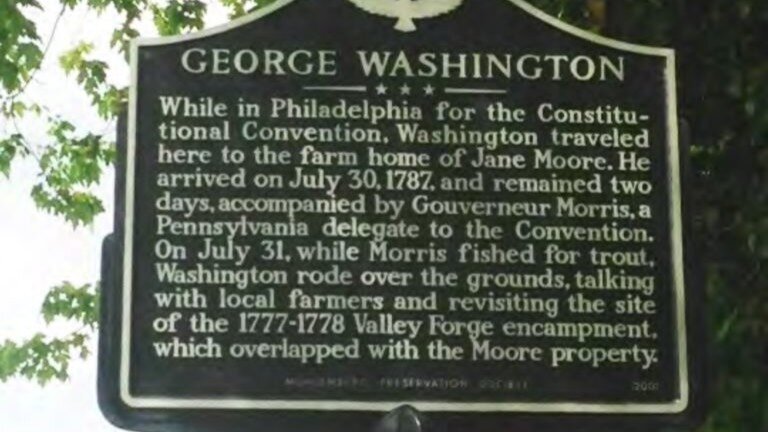 GEORGE WASHINGTON
While in Philadelphia for the Constitu-
tional Convention, Washington traveled
here to the farm home of Jane Moore. He
arrived on July 30, 1787, and remained two
days, accompanied by Gouverneur Morris, a
Pennsylvania delegate to the Convention.
On July 31, while Morris fished for trout,
Washington rode over the grounds, talking
with local farmers and revisiting the site
of the 1777-1778 Valley Forge encampment,
which overlapped with the Moore property.
PRESERVATION 2001